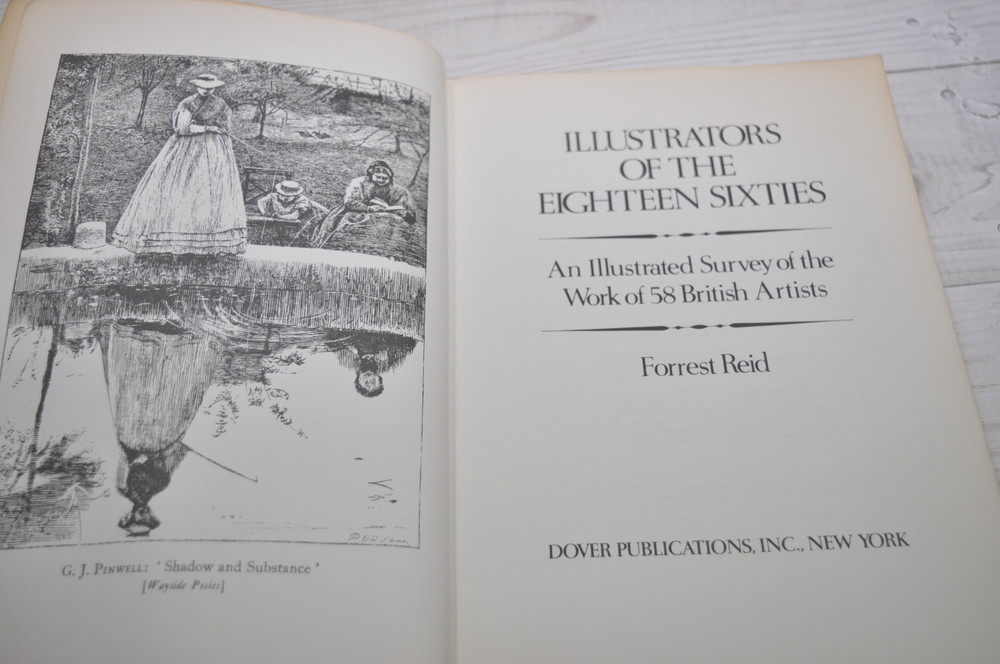 G. J. PINWELL: ' Shadow and Substance '
[Wayside Posies]
ILLUSTRATORS
OF THE
EIGHTEEN SIXTIES
An Illustrated Survey of the
Work of 58 British Artists
Forrest Reid
DOVER PUBLICATIONS, INC., NEW YORK